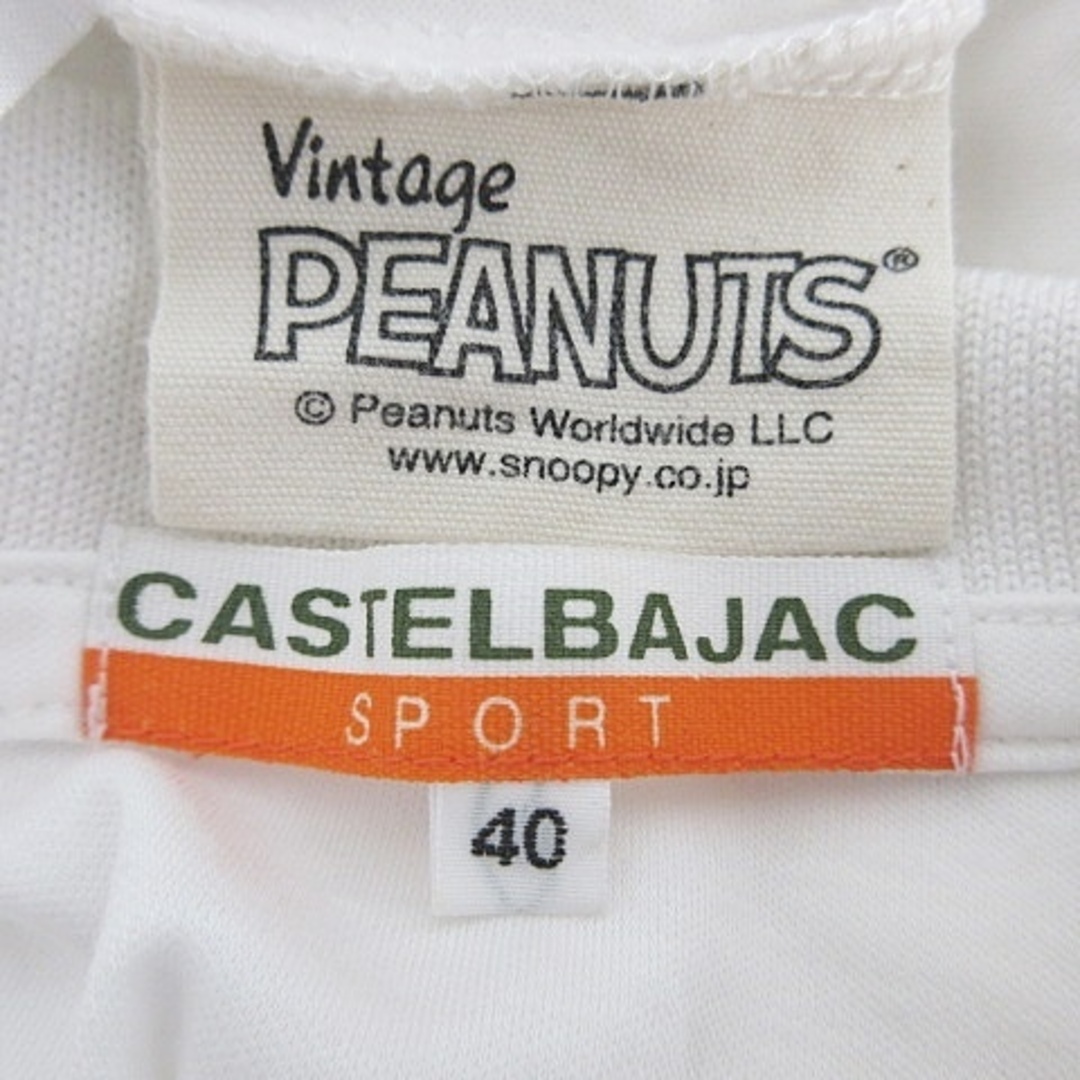 Vintage
PEANUTS®
© Peanuts Worldwide LLC
www.snoopy.co.jp
CASTELBAJAC
SPORT
40